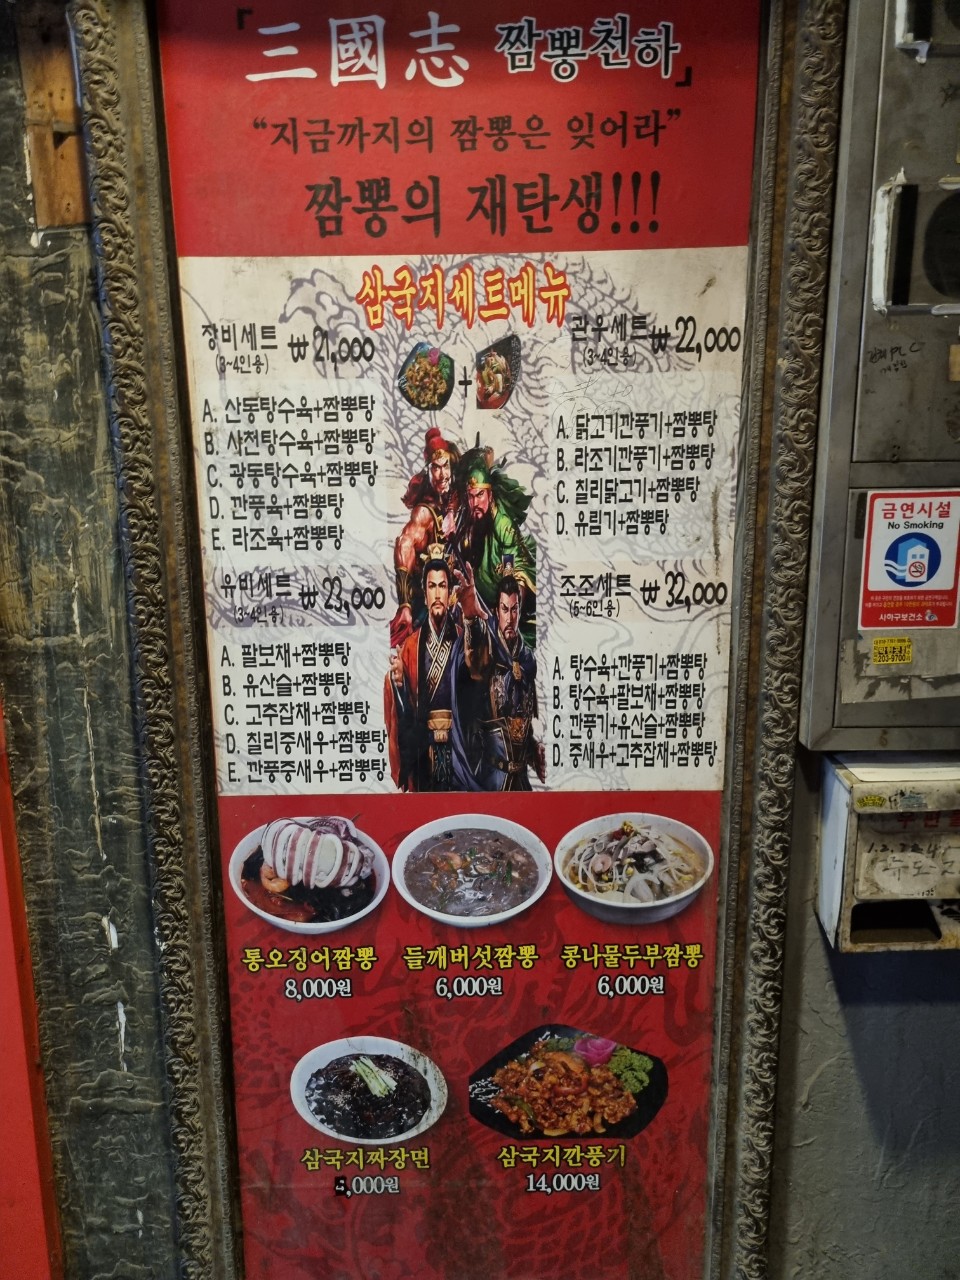 「三國志 짬뽕천하」
“지금까지의 짬뽕은 잊어라”
짬뽕의 재탄생!!!
삼국지세트메뉴
장비세트 ₩21,000
(3~4인용)
A. 산동탕수육+짬뽕탕
B. 사천탕수육+짬뽕탕
C. 광동탕수육+짬뽕탕
D. 깐풍육+짬뽕탕
E. 라조육+짬뽕탕
관우세트 ₩22,000
(3~4인용)
A. 닭고기깐풍기+짬뽕탕
B. 라조기깐풍기+짬뽕탕
C. 칠리닭고기+짬뽕탕
D. 유림기+짬뽕탕
+
유비세트 ₩23,000
(3~4인용)
A. 팔보채+짬뽕탕
B. 유산슬+짬뽕탕
C. 고추잡채+짬뽕탕
D. 칠리중새우+짬뽕탕
E. 깐풍중새우+짬뽕탕
조조세트 ₩32,000
(5~6인용)
A. 탕수육+깐풍기+짬뽕탕
B. 탕수육+팔보채+짬뽕탕
C. 깐풍기+유산슬+짬뽕탕
D. 중새우+고추잡채+짬뽕탕
통오징어짬뽕 들깨버섯짬뽕 콩나물두부짬뽕
8,000원 6,000원 6,000원
삼국지짜장면 삼국지깐풍기
,000원 14,000원
금연시설
No Smoking
사하구보건소
203-9700